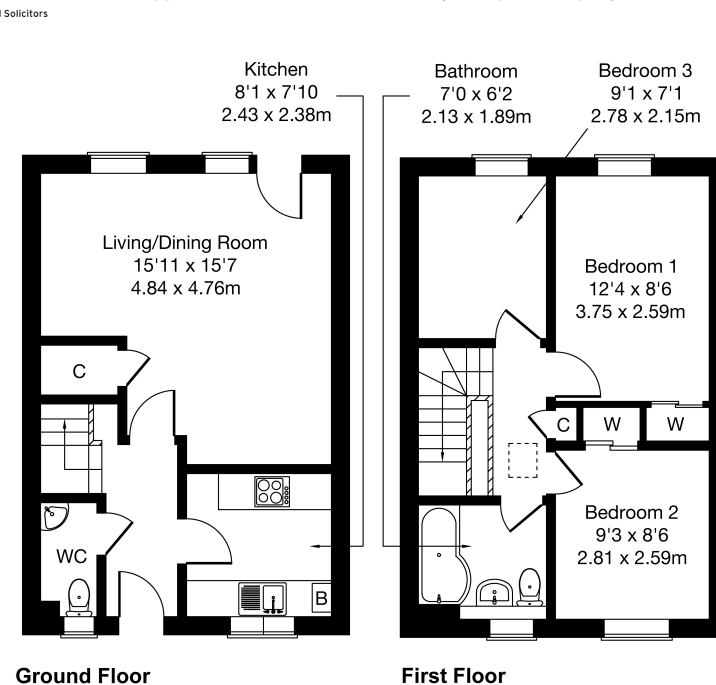 Solicitors
Kitchen
8'1 x 7'10
2.43 x 2.38m
Bathroom
7'0 x 6'2
2.13 x 1.89m
Bedroom 3
9'1 x 7'1
2.78 x 2.15m
Living/Dining Room
15'11 x 15'7
4.84 x 4.76m
Bedroom 1
12'4 x 8'6
3.75 x 2.59m
C
C
W
W
WC
Bedroom 2
9'3 x 8'6
2.81 x 2.59m
B
Ground Floor
First Floor